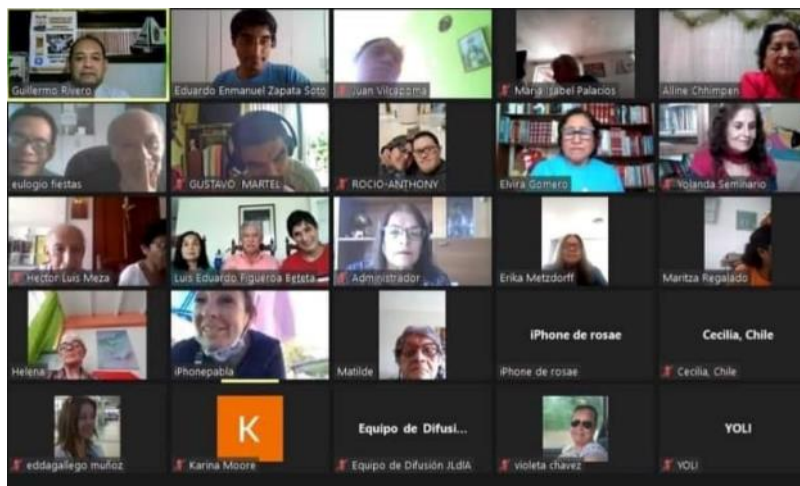 Guillermo Rivero
Eduardo Enmanuel Zapata Soto
Juan Vilcapoma
Maria Isabel Palacios
Alline Chhimpen
eulogio fiestas
GUSTAVO MARTEL
ROCIO-ANTHONY
Elvira Gomero
Yolanda Seminario
Hector Luis Meza
Luis Eduardo Figueroa Beteta
Administrador
Erika Metzdorff
Maritza Regalado
Helena
iPhonepabla
Matilde
iPhone de rosae
iPhone de rosae
Cecilia, Chile
Cecilia, Chile
eddagallego muñoz
K
Karina Moore
Equipo de Difusi...
Equipo de Difusión JLdIA
violeta chavez
YOLI
YOLI